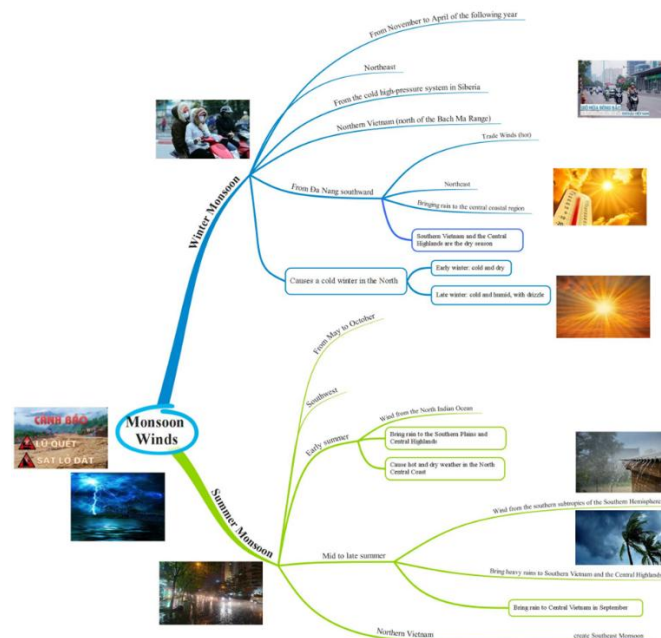 From November to April of the following year
Northeast
From the cold high-pressure system in Siberia
Northern Vietnam (north of the Bach Ma Range)
Winter Monsoon
From Đa Nang southward
Trade Winds (hot)
Northeast
Bringing rain to the central coastal region
Southern Vietnam and the Central
Highlands are the dry season
Causes a cold winter in the North
Early winter: cold and dry
Late winter: cold and humid, with drizzle
Monsoon
Winds
CẢNH BÁO
LŨ QUÉT
SẠT LỞ ĐẤT
Summer Monsoon
From May to October
Southwest
Early summer
Wind from the North Indian Ocean
Bring rain to the Southern Plains and
Central Highlands
Cause hot and dry weather in the North
Central Coast
Mid to late summer
Wind from the southern subtropics of the Southern Hemisphere
Bring heavy rains to Southern Vietnam and the Central Highlands
Bring rain to Central Vietnam in September
Northern Vietnam
create Southeast Monsoon